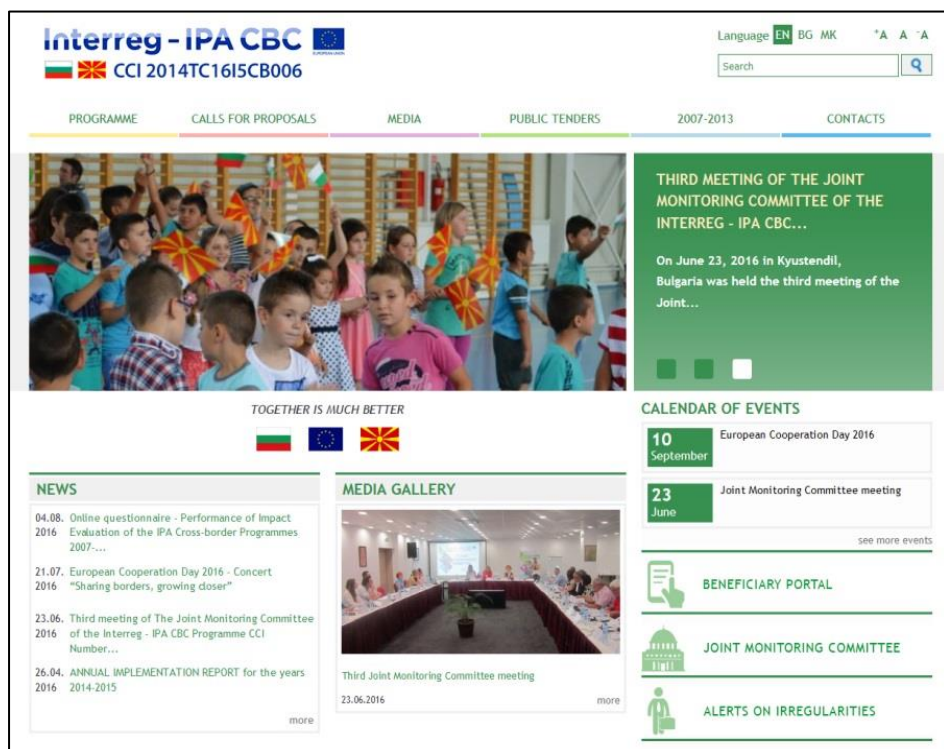 Interreg - IPA CBC
EUROPEAN UNION
CCI 2014TC16I5CB006
Language EN BG MK +A A -A
Search
PROGRAMME CALLS FOR PROPOSALS MEDIA PUBLIC TENDERS 2007-2013 CONTACTS
THIRD MEETING OF THE JOINT
MONITORING COMMITTEE OF THE
INTERREG - IPA CBC...
On June 23, 2016 in Kyustendil,
Bulgaria was held the third meeting of the
Joint...
TOGETHER IS MUCH BETTER
NEWS
04.08. Online questionnaire - Performance of Impact
2016 Evaluation of the IPA Cross-border Programmes
2007-...
21.07. European Cooperation Day 2016 - Concert
2016 “Sharing borders, growing closer”
23.06. Third meeting of The Joint Monitoring Committee
2016 of the Interreg - IPA CBC Programme CCI
Number...
26.04. ANNUAL IMPLEMENTATION REPORT for the years
2016 2014-2015
more
MEDIA GALLERY
Third Joint Monitoring Committee meeting
23.06.2016 more
CALENDAR OF EVENTS
10 European Cooperation Day 2016
September
23 Joint Monitoring Committee meeting
June
see more events
BENEFICIARY PORTAL
JOINT MONITORING COMMITTEE
ALERTS ON IRREGULARITIES